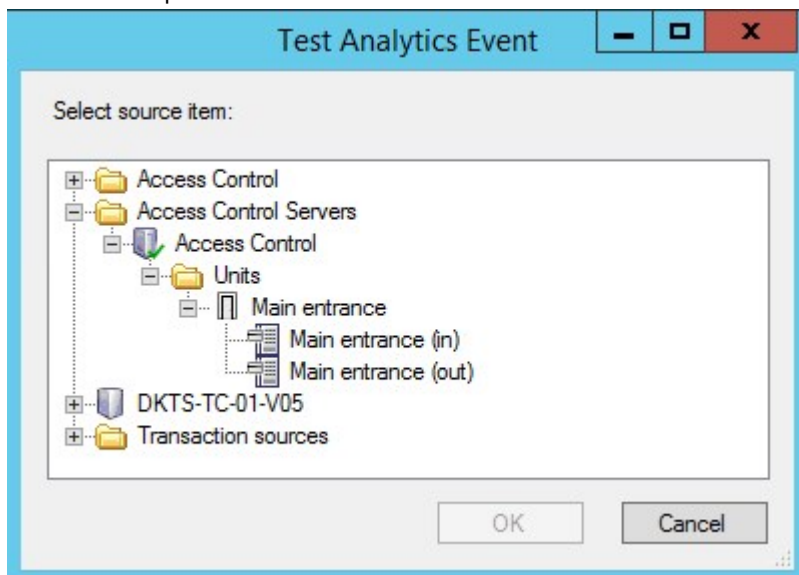 Test Analytics Event
Select source item:
Access Control
Access Control Servers
Access Control
Units
Main entrance
Main entrance (in)
Main entrance (out)
DKTS-TC-01-V05
Transaction sources
OK Cancel